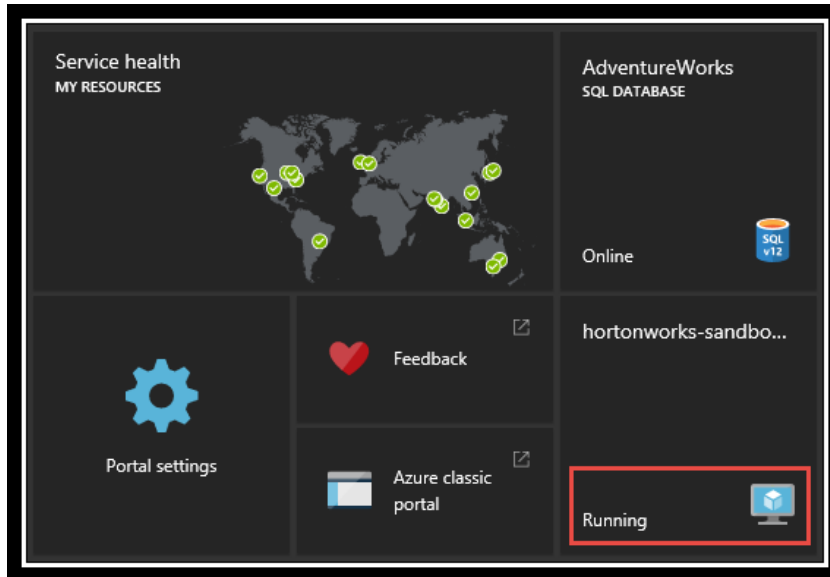 Service health
MY RESOURCES
AdventureWorks
SQL DATABASE
Online
SQL
v12
Portal settings
Feedback
Azure classic
portal
hortonworks-sandbo...
Running